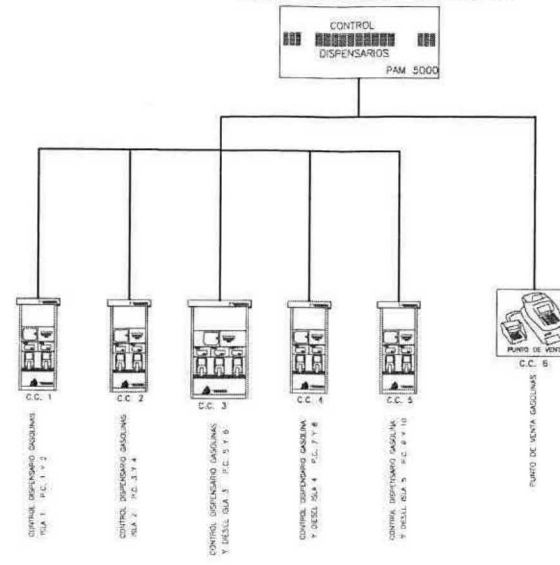 CONTROL
DISPENSARIOS
PAM 5000
PUNTO DE VENTA
C.C. 1
C.C. 2
C.C. 3
C.C. 4
C.C. 5
C.C. 6
CONTROL DISPENSARIO GASOLINAS
ISLA 1 P.C. 1 Y 2
CONTROL DISPENSARIO GASOLINAS
ISLA 2 P.C. 3 Y 4
CONTROL DISPENSARIO GASOLINAS
Y DIESEL ISLA 3 P.C. 5 Y 6
CONTROL DISPENSARIO GASOLINA
Y DIESEL ISLA 4 P.C. 7 Y 8
CONTROL DISPENSARIO GASOLINA
Y DIESEL ISLA 5 P.C. 9 Y 10
PUNTO DE VENTA GASOLINAS